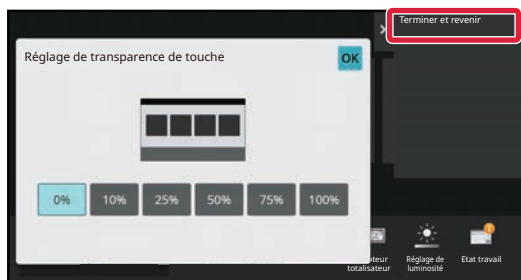 Terminer et revenir
Réglage de transparence de touche
OK
0% 10% 25% 50% 75% 100%
totalisateur
Réglage de
luminosité
Etat travail